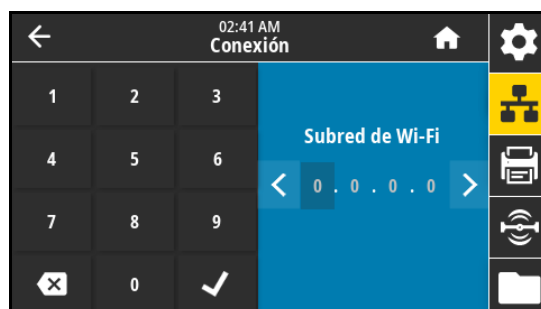 02:41 AM
Conexión
1 2 3
4 5 6
7 8 9
0
Subred de Wi-Fi
0 . 0 . 0 . 0